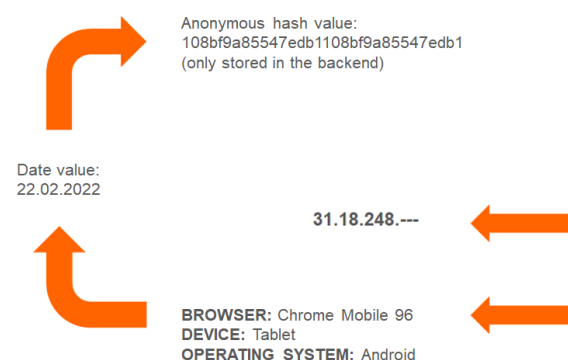 Anonymous hash value:
108bf9a85547edb1108bf9a85547edb1
(only stored in the backend)
Date value:
22.02.2022
31.18.248.---
BROWSER: Chrome Mobile 96
DEVICE: Tablet
OPERATING SYSTEM: Android